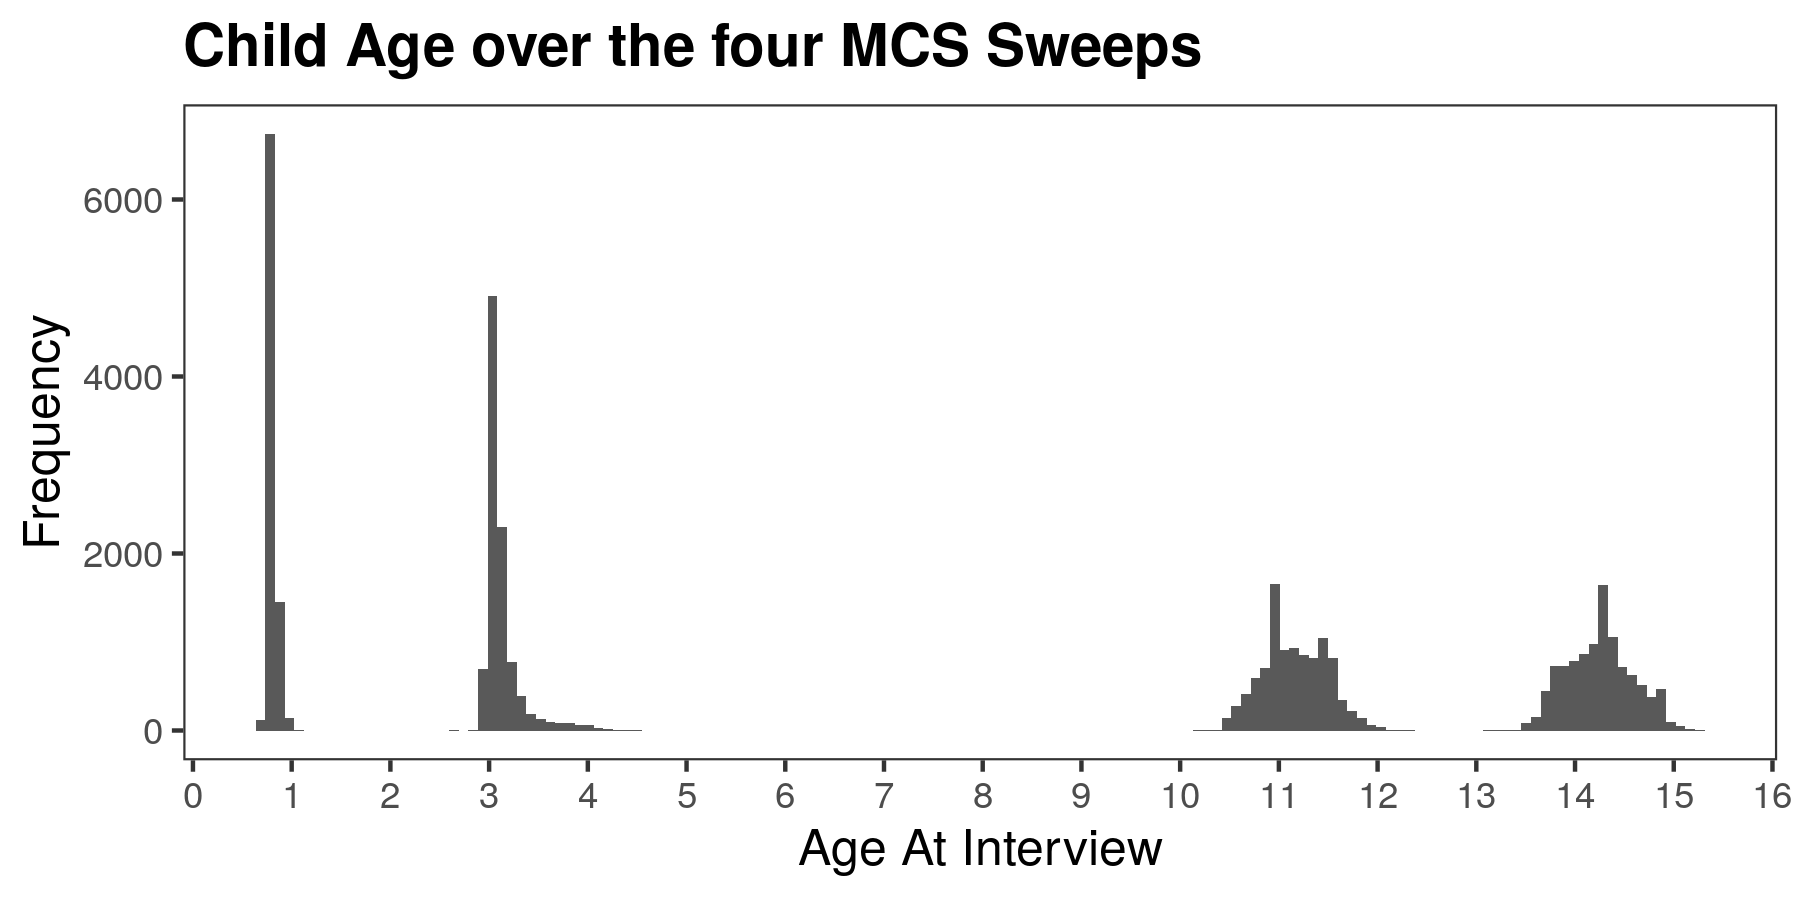 Child Age over the four MCS Sweeps
6000
4000
2000
0
Frequency
0 1 2 3 4 5 6 7 8 9 10 11 12 13 14 15 16
Age At Interview